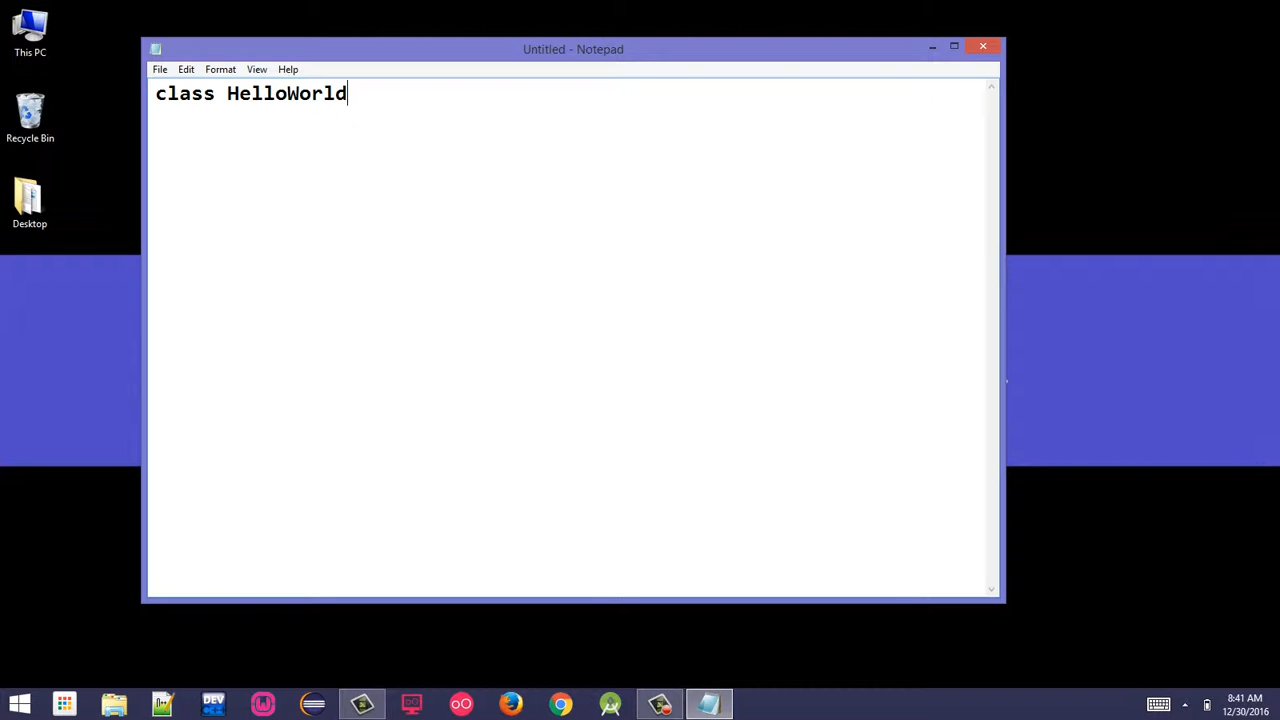 This PC
Recycle Bin
Desktop
Untitled - Notepad
File Edit Format View Help
class HelloWorld
DEV
8:41 AM
12/30/2016